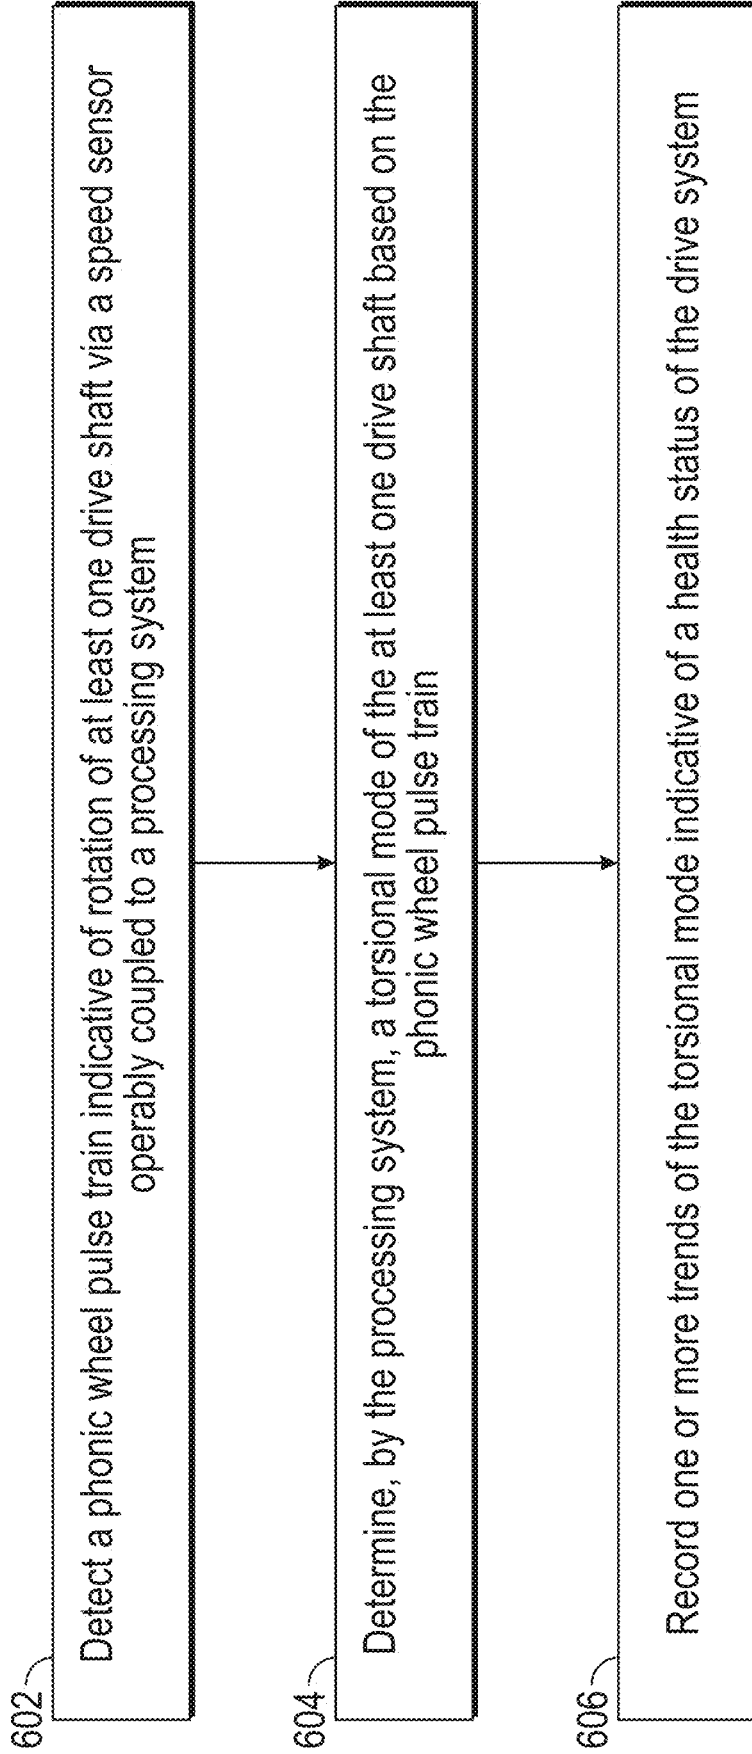 602
Detect a phonic wheel pulse train indicative of rotation of at least one drive shaft via a speed sensor
operably coupled to a processing system
604
Determine, by the processing system, a torsional mode of the at least one drive shaft based on the
phonic wheel pulse train
606
Record one or more trends of the torsional mode indicative of a health status of the drive system